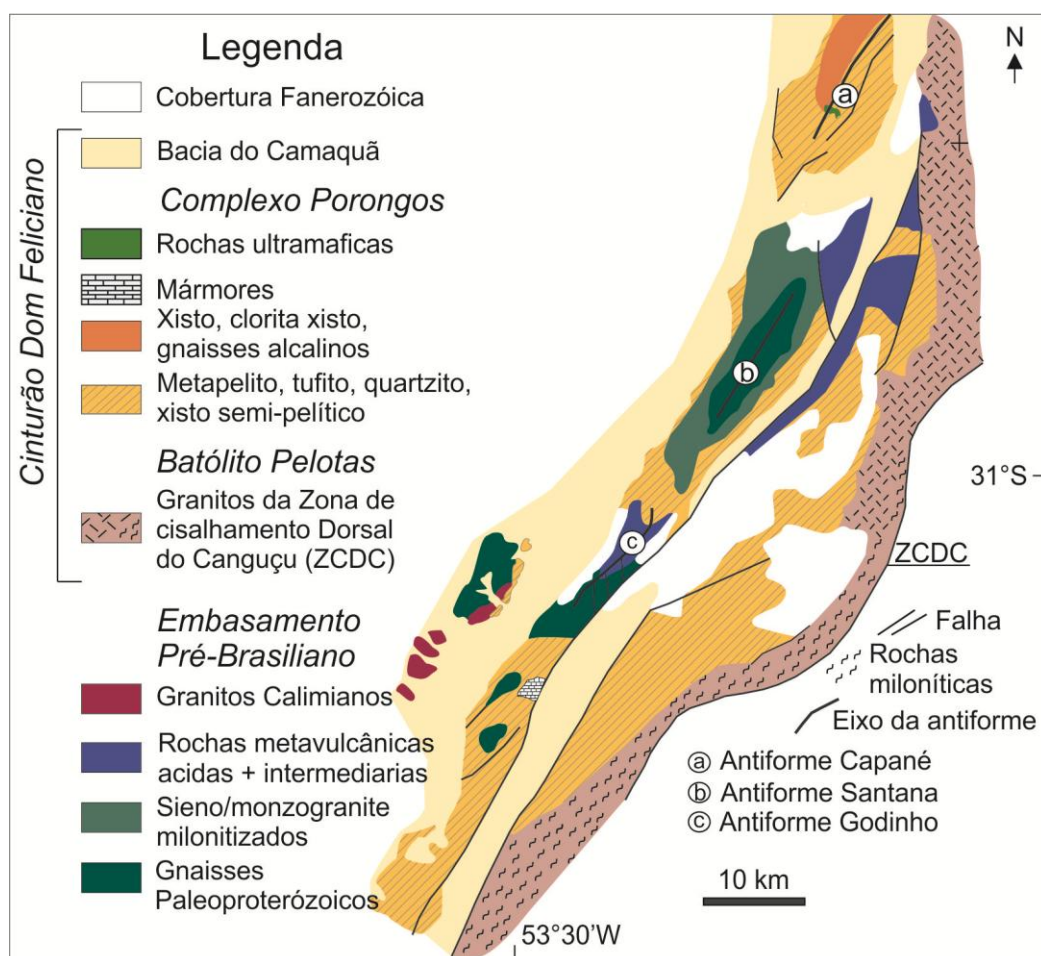 Legenda
Cobertura Fanerozóica
Bacia do Camaquã
Complexo Porongos
Rochas ultramaficas
Mármores
Xisto, clorita xisto,
gnaisses alcalinos
Metapelito, tufito, quartzito,
xisto semi-pelítico
Batólito Pelotas
Granitos da Zona de
cisalhamento Dorsal
do Canguçu (ZCDC)
Cinturão Dom Feliciano
Embasamento
Pré-Brasiliano
Granitos Calimianos
Rochas metavulcânicas
acidas + intermediarias
Sieno/monzogranite
milonitizados
Gnaisses
Paleoproterózoicos
N
a
b
c
31°S
ZCDC
Falha
Rochas
miloníticas
Eixo da antiforme
a Antiforme Capané
b Antiforme Santana
c Antiforme Godinho
10 km
53°30'W